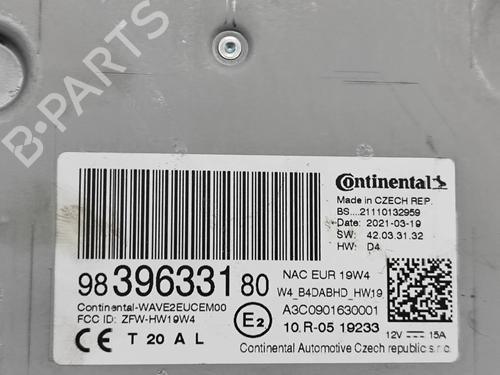 B-PARTS
Continental
Made in CZECH REP.
BS....21110132959
Date: 2021-03-19
SW: 42.03.31.32
HW: D4
98 396331 80
NAC EUR 19W4
W4_B4DABHD_HW19
Continental-WAVE2EUCEM00
FCC ID: ZFW-HW19W4
A3C0901630001
CE T 20 A L
E2
10.R-05 19233
12V 15A
Continental Automotive Czech republic s.r.o.